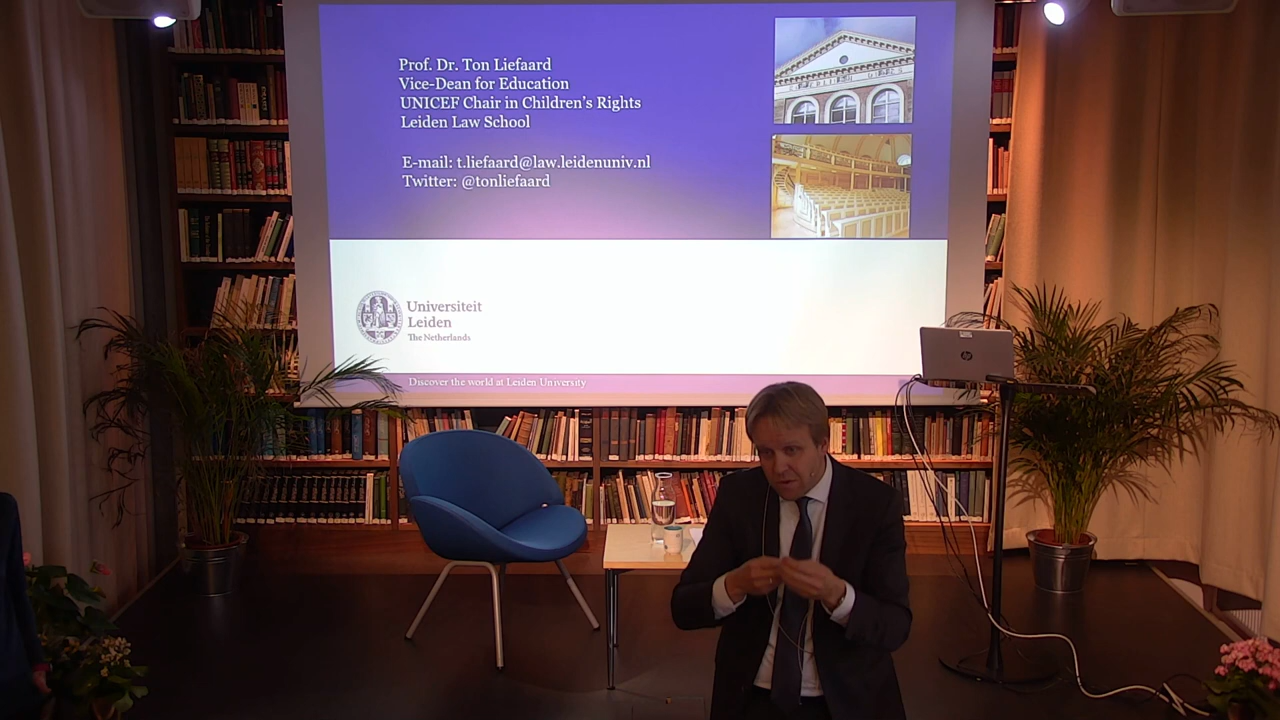 Prof. Dr. Ton Liefaard
Vice-Dean for Education
UNICEF Chair in Children's Rights
Leiden Law School
E-mail: t.liefaard@law.leidenuniv.nl
Twitter: @tonliefaard
Universiteit
Leiden
The Netherlands
Discover the world at Leiden University
hp